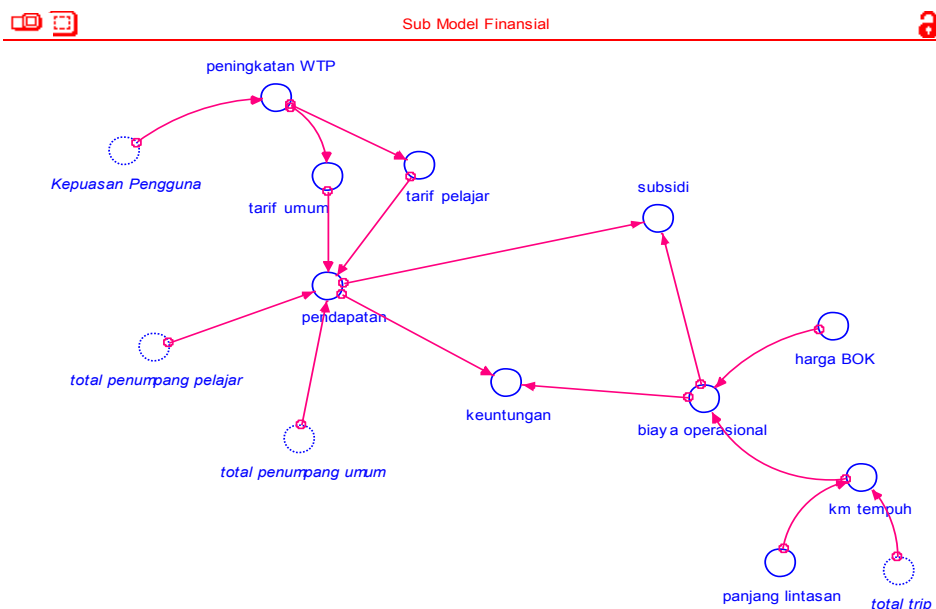 Sub Model Finansial
peningkatan WTP
Kepuasan Pengguna
tarif umum
tarif pelajar
subsidi
pendapatan
total penumpang pelajar
harga BOK
keuntungan
biaya operasional
total penumpang umum
km tempuh
panjang lintasan
total trip